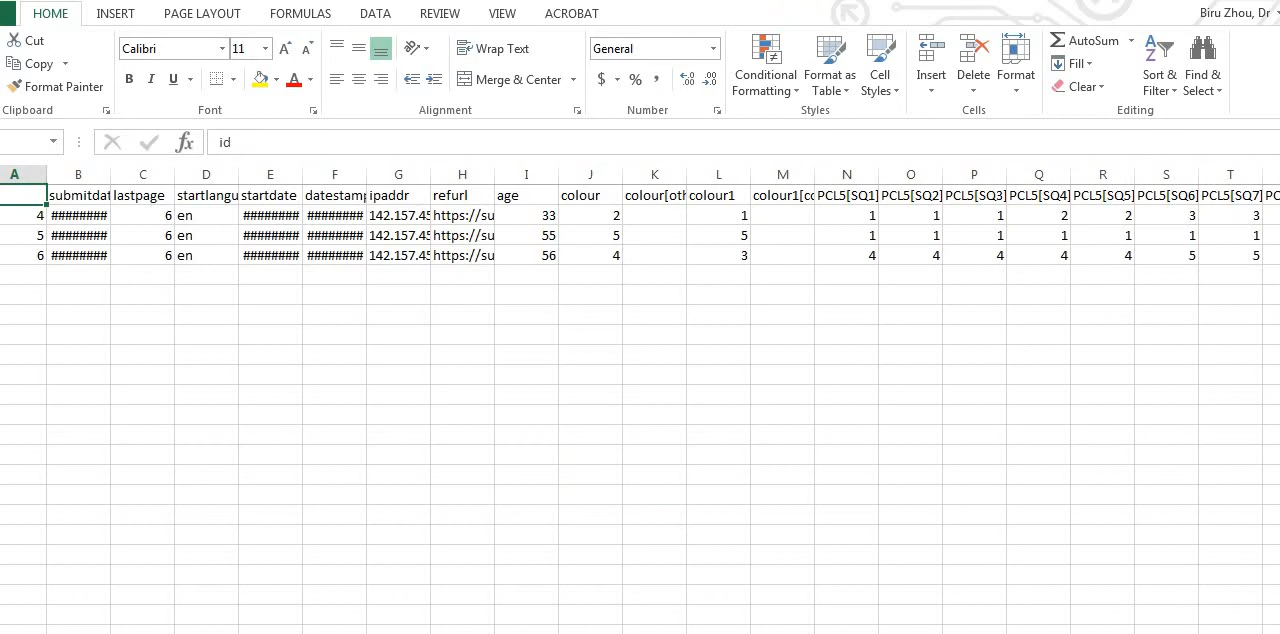 HOME INSERT PAGE LAYOUT FORMULAS DATA REVIEW VIEW ACROBAT Biru Zhou, Dr
Cut
Copy
Format Painter
Clipboard
Calibri 11 A A
B I U A
Font
Wrap Text
Merge & Center
Alignment
General
$ % , .0 .00 .00 .0
Number
Conditional Formatting
Format as Table
Cell Styles
Styles
Insert Delete Format
Cells
AutoSum
Fill
Clear
Sort & Filter
Find & Select
Editing
fx id
A B C D E F G H I J K L M N O P Q R S T
submitdat lastpage startlangu startdate datestamp ipaddr refurl age colour colour[oth colour1 colour1[co PCL5[SQ1] PCL5[SQ2] PCL5[SQ3] PCL5[SQ4] PCL5[SQ5] PCL5[SQ6] PCL5[SQ7] PC
4 ######## 6 en ######## ######## 142.157.45 https://su 33 2 1 1 1 1 2 2 3 3
5 ######## 6 en ######## ######## 142.157.45 https://su 55 5 5 1 1 1 1 1 1 1
6 ######## 6 en ######## ######## 142.157.45 https://su 56 4 3 4 4 4 4 4 5 5